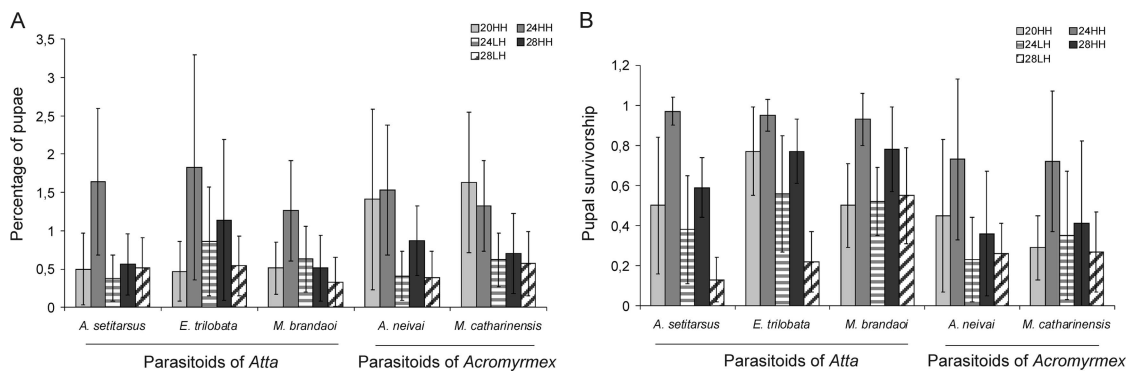 A
20HH 24HH
24LH 28HH
28LH
Percentage of pupae
3,5
3
2,5
2
1,5
1
0,5
0
A. setitarsus E. trilobata M. brandaoi A. neivai M. catharinensis
Parasitoids of Atta Parasitoids of Acromyrmex
B
20HH 24HH
24LH 28HH
28LH
Pupal survivorship
1,2
1
0,8
0,6
0,4
0,2
0
A. setitarsus E. trilobata M. brandaoi A. neivai M. catharinensis
Parasitoids of Atta Parasitoids of Acromyrmex